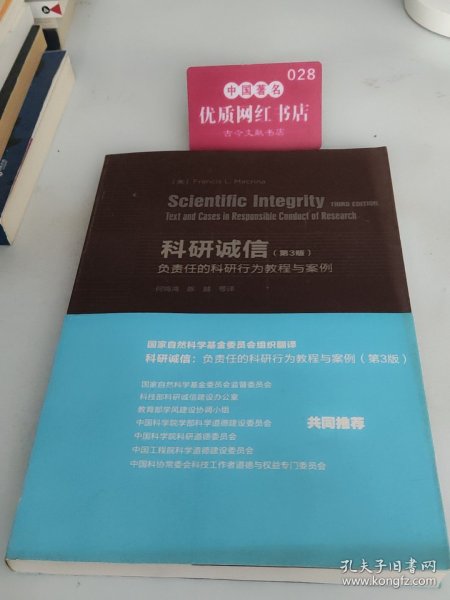 028
中国著名
优质网红书店
古今文献书店
[美] Francis L. Macrina
Scientific Integrity THIRD EDITION
Text and Cases in Responsible Conduct of Research
科研诚信(第3版)
负责任的科研行为教程与案例
何鸣鸿 陈越 等译
国家自然科学基金委员会组织翻译
科研诚信：负责任的科研行为教程与案例(第3版)
国家自然科学基金委员会监督委员会
科技部科研诚信建设办公室
教育部学风建设协调小组
中国科学院学部科学道德建设委员会
共同推荐
中国科学院科研道德委员会
中国工程院科学道德建设委员会
中国科协常委会科技工作者道德与权益专门委员会
孔夫子旧书网
www.kongfz.com